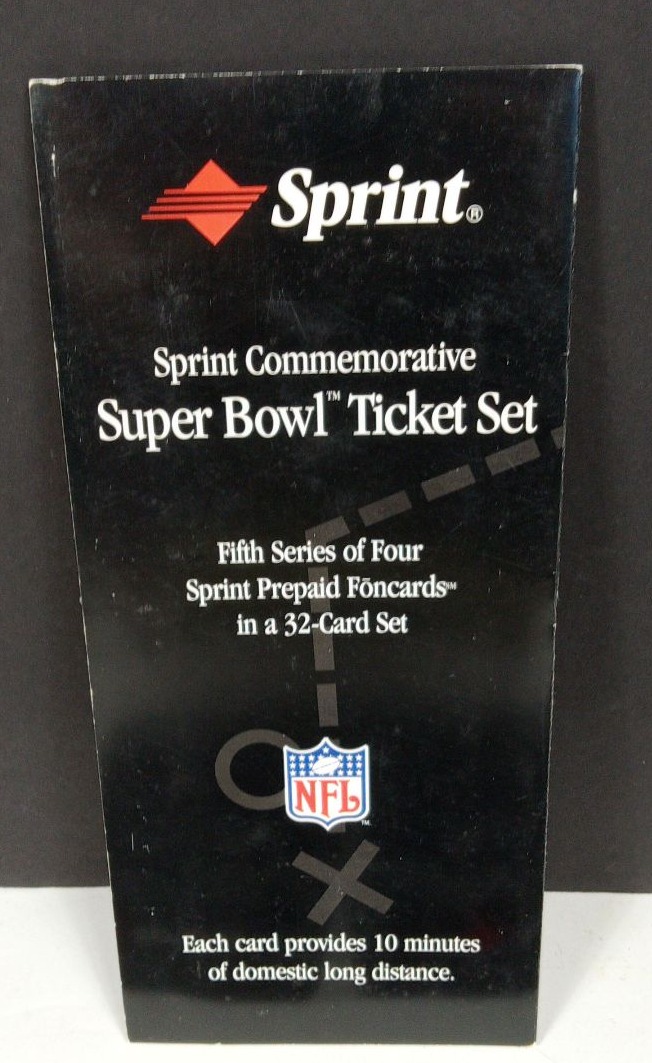 Sprint®
Sprint Commemorative
Super Bowl™ Ticket Set
Fifth Series of Four
Sprint Prepaid Fōncards℠
in a 32-Card Set
NFL
TM
Each card provides 10 minutes
of domestic long distance.